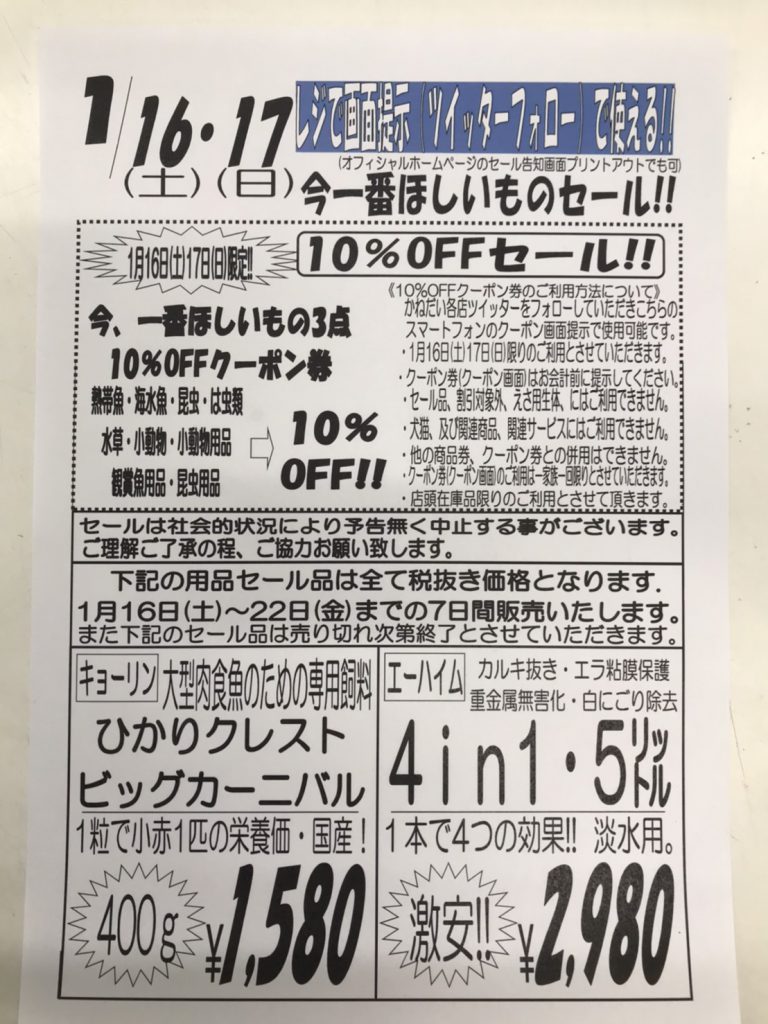 1/16・17
(土)(日)
レジで画面提示(ツイッターフォロー)で使える!!
(オフィシャルホームページのセール告知画面プリントアウトでも可)
今一番ほしいものセール!!
1月16日(土)17日(日)限定!!
10%OFFセール!!
今、一番ほしいもの3点
10%OFFクーポン券
熱帯魚・海水魚・昆虫・は虫類
水草・小動物・小動物用品
観賞魚用品・昆虫用品
10%
OFF!!
《10%OFFクーポン券のご利用方法について》
かねだい各店ツイッターをフォローしていただきこちらの
スマートフォンのクーポン画面提示で使用可能です。
・1月16日(土)17日(日)限りのご利用とさせていただきます。
・クーポン券(クーポン画面)はお会計前に提示してください。
・セール品、割引対象外、えさ用生体、にはご利用できません。
・犬猫、及び関連商品、関連サービスにはご利用できません。
・他の商品券、クーポン券との併用はできません。
・クーポン券(クーポン画面)のご利用は一家族一回限りとさせていただきます。
・店頭在庫品限りのご利用とさせて頂きます。
セールは社会的状況により予告無く中止する事がございます。
ご理解ご了承の程、ご協力お願い致します。
下記の用品セール品は全て税抜き価格となります.
1月16日(土)~22日(金)までの7日間販売いたします。
また下記のセール品は売り切れ次第終了とさせていただきます。
キョーリン 大型肉食魚のための専用飼料
ひかりクレスト
ビッグカーニバル
1粒で小赤1匹の栄養価・国産!
400g
¥1,580
エーハイム
カルキ抜き・エラ粘膜保護
重金属無害化・白にごり除去
4in1・5リットル
1本で4つの効果!! 淡水用。
激安!!
¥2,980